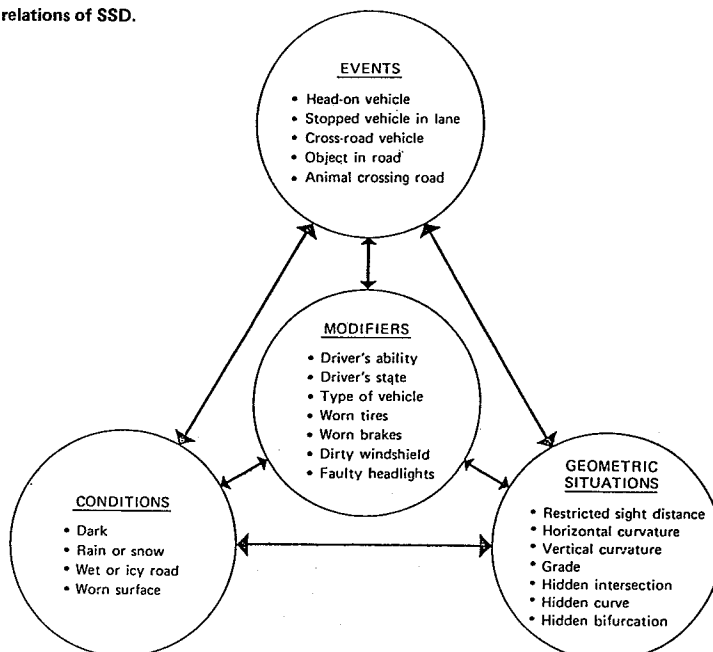 relations of SSD.
EVENTS
• Head-on vehicle
• Stopped vehicle in lane
• Cross-road vehicle
• Object in road
• Animal crossing road
MODIFIERS
• Driver's ability
• Driver's state
• Type of vehicle
• Worn tires
• Worn brakes
• Dirty windshield
• Faulty headlights
CONDITIONS
• Dark
• Rain or snow
• Wet or icy road
• Worn surface
GEOMETRIC
SITUATIONS
• Restricted sight distance
• Horizontal curvature
• Vertical curvature
• Grade
• Hidden intersection
• Hidden curve
• Hidden bifurcation